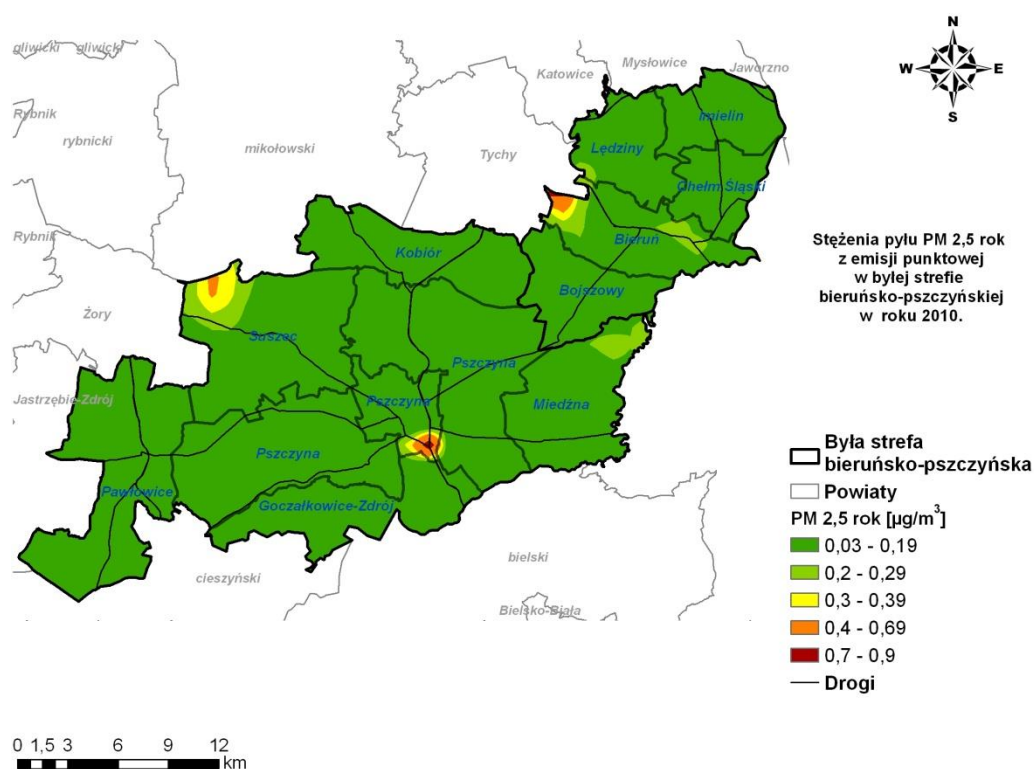 N
W E
S
gliwicki gliwicki
Katowice
Mysłowice
Jaworzno
Rybnik
rybnicki
mikołowski
Tychy
Lędziny
Imielin
Chełm Śląski
Rybnik
Kobiór
Bieruń
Bojszowy
Żory
Suszec
Pszczyna
Jastrzębie-Zdrój
Pszczyna
Miedźna
Pszczyna
Pawłowice
Goczałkowice-Zdrój
cieszyński
bielski
Bielsko-Biała
Stężenia pyłu PM 2,5 rok
z emisji punktowej
w byłej strefie
bieruńsko-pszczyńskiej
w roku 2010.
Była strefa
bieruńsko-pszczyńska
Powiaty
PM 2,5 rok [µg/m³]
0,03 - 0,19
0,2 - 0,29
0,3 - 0,39
0,4 - 0,69
0,7 - 0,9
Drogi
0 1,5 3 6 9 12
km